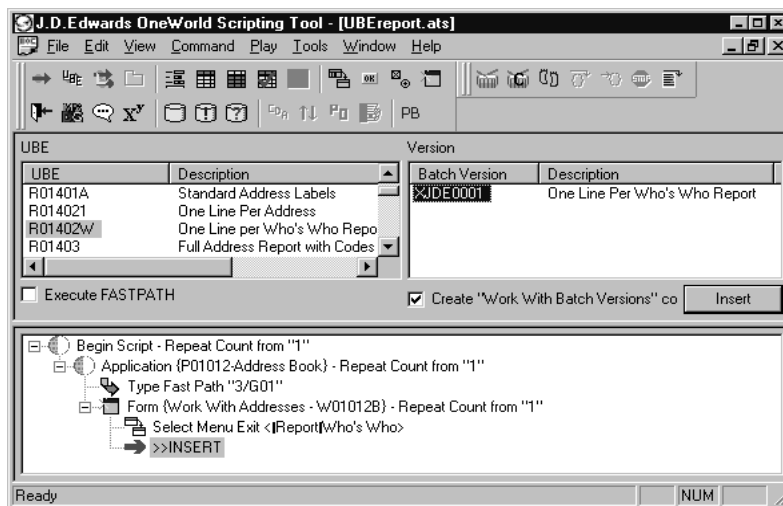 J.D.Edwards OneWorld Scripting Tool - [UBEreport.ats]
File Edit View Command Play Tools Window Help
UBE OK
Xʸ PB
UBE Version
UBE Description Batch Version Description
R01401A Standard Address Labels XJDE0001 One Line Per Who's Who Report
R014021 One Line Per Address
R01402W One Line per Who's Who Repo
R01403 Full Address Report with Codes
Execute FASTPATH Create "Work With Batch Versions" co Insert
Begin Script - Repeat Count from "1"
Application {P01012-Address Book} - Repeat Count from "1"
Type Fast Path "3/G01"
Form {Work With Addresses - W01012B} - Repeat Count from "1"
Select Menu Exit <|Report|Who's Who>
>>INSERT
Ready NUM